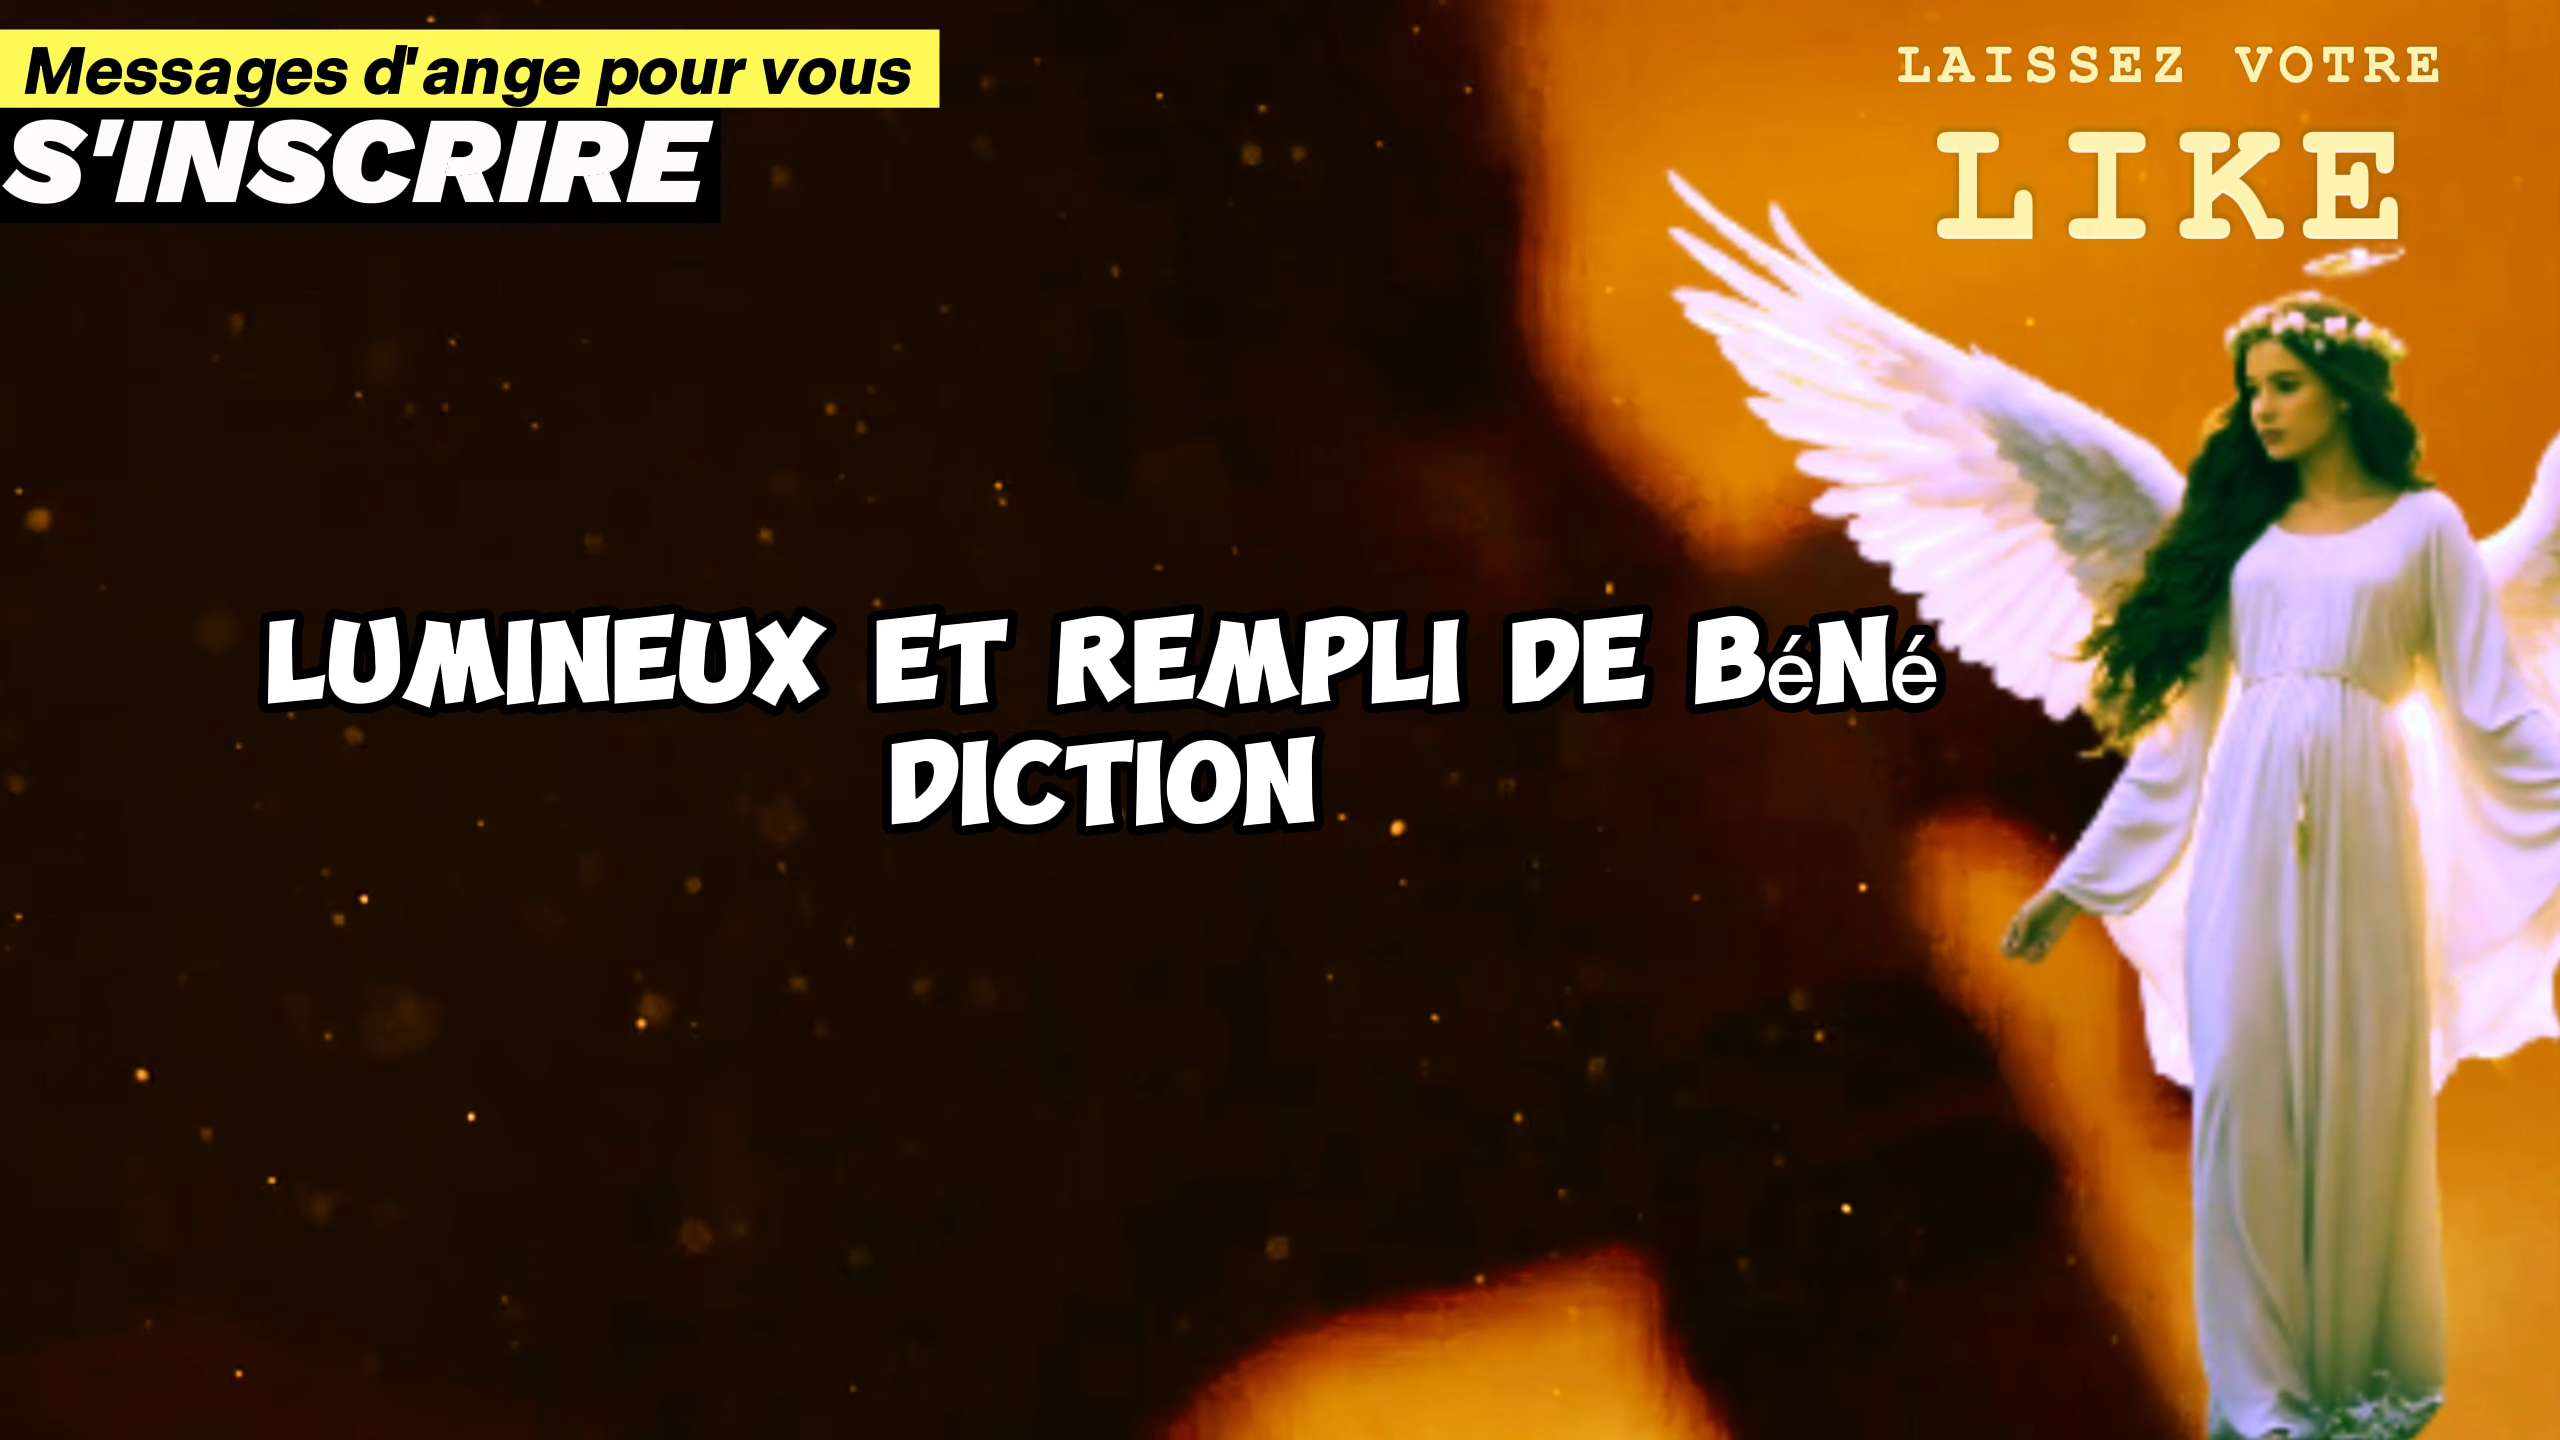 Messages d'ange pour vous
S'INSCRIRE
LAISSEZ VOTRE
LIKE
LUMINEUX ET REMPLI DE BéNé
DICTION